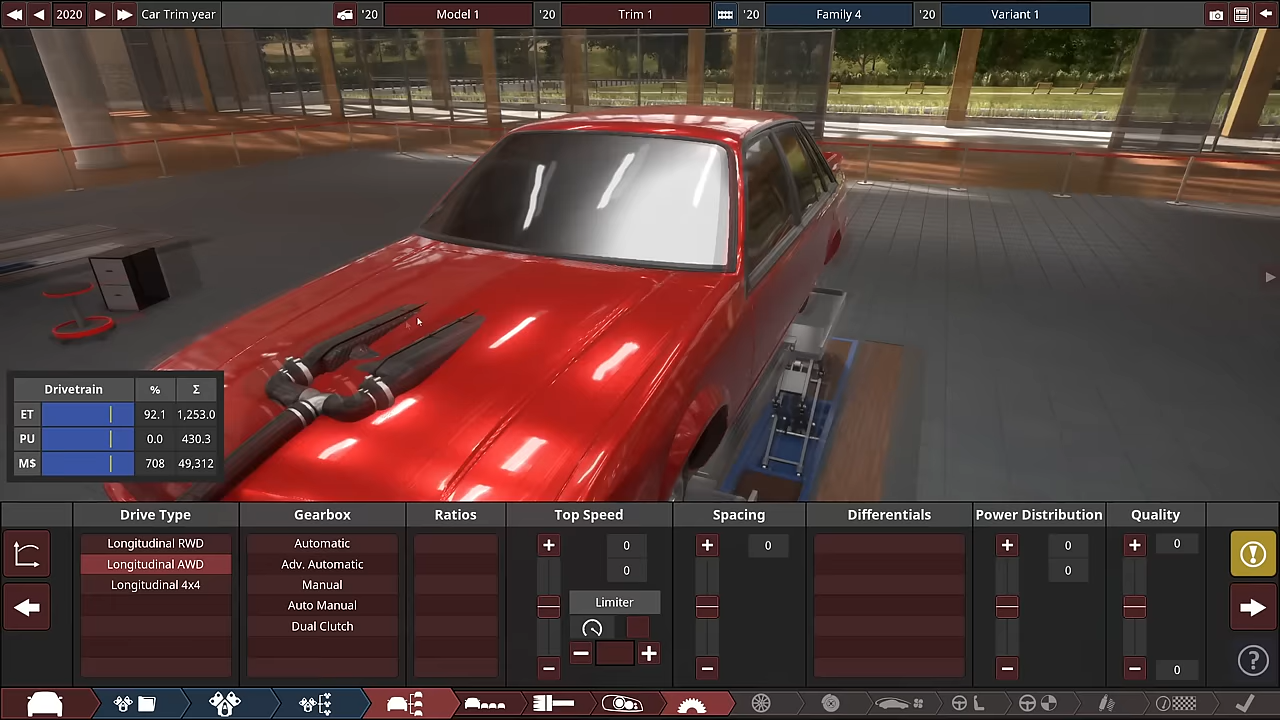 2020 Car Trim year '20 Model 1 '20 Trim 1 '20 Family 4 '20 Variant 1
Drivetrain % Σ
ET 92.1 1,253.0
PU 0.0 430.3
M$ 708 49,312
Drive Type Gearbox Ratios Top Speed Spacing Differentials Power Distribution Quality
Longitudinal RWD Automatic + 0 + 0 + 0 + 0
Longitudinal AWD Adv. Automatic 0 0
Longitudinal 4x4 Manual
Auto Manual Limiter
Dual Clutch
− − + − − − 0